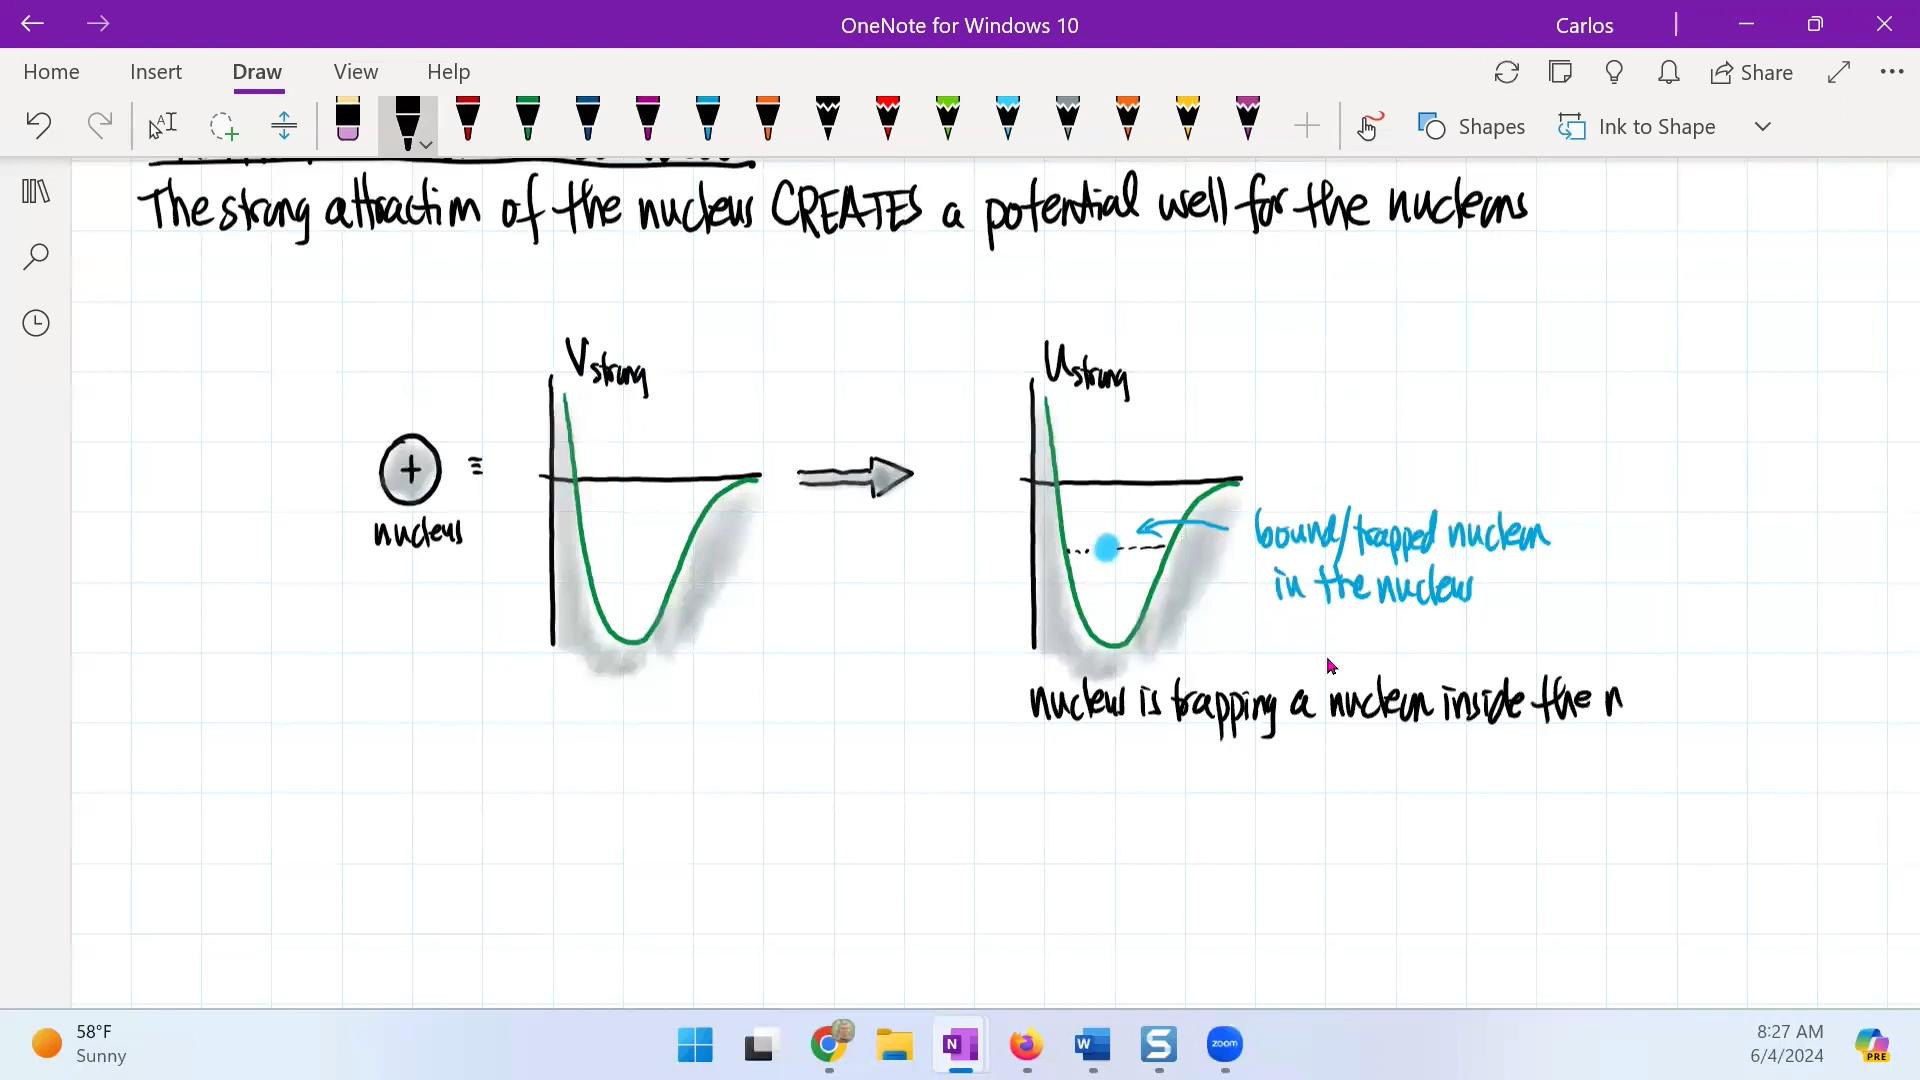 OneNote for Windows 10
Carlos
Home Insert Draw View Help
Share
Shapes
Ink to Shape
The strong attraction of the nucleus CREATES a potential well for the nucleons
Vstrong
Ustrong
+
≡
nucleus
bound/trapped nucleon
in the nucleus
nucleus is trapping a nucleon inside the n
58°F
Sunny
N
W
S
zoom
8:27 AM
6/4/2024
PRE